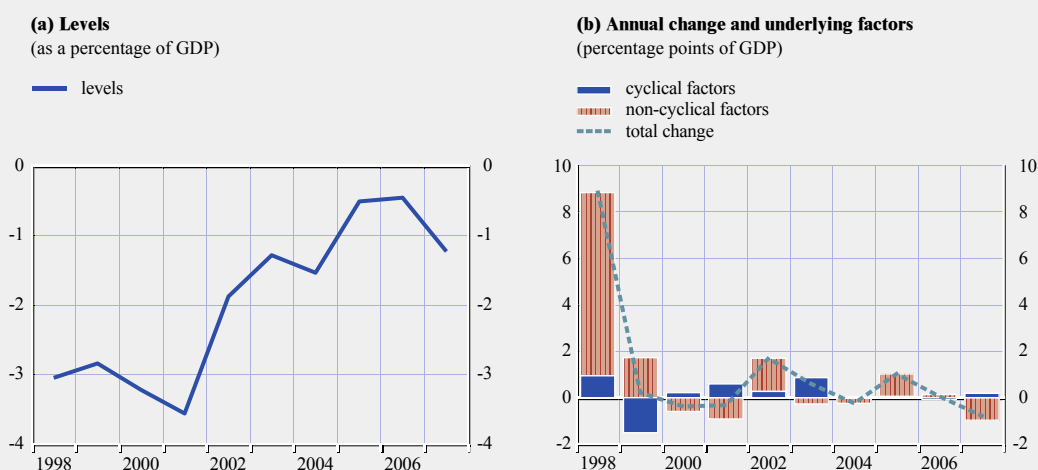 (a) Levels
(as a percentage of GDP)
levels
0 0
-1 -1
-2 -2
-3 -3
-4 -4
1998 2000 2002 2004 2006
(b) Annual change and underlying factors
(percentage points of GDP)
cyclical factors
non-cyclical factors
total change
10 10
8 8
6 6
4 4
2 2
0 0
-2 -2
1998 2000 2002 2004 2006